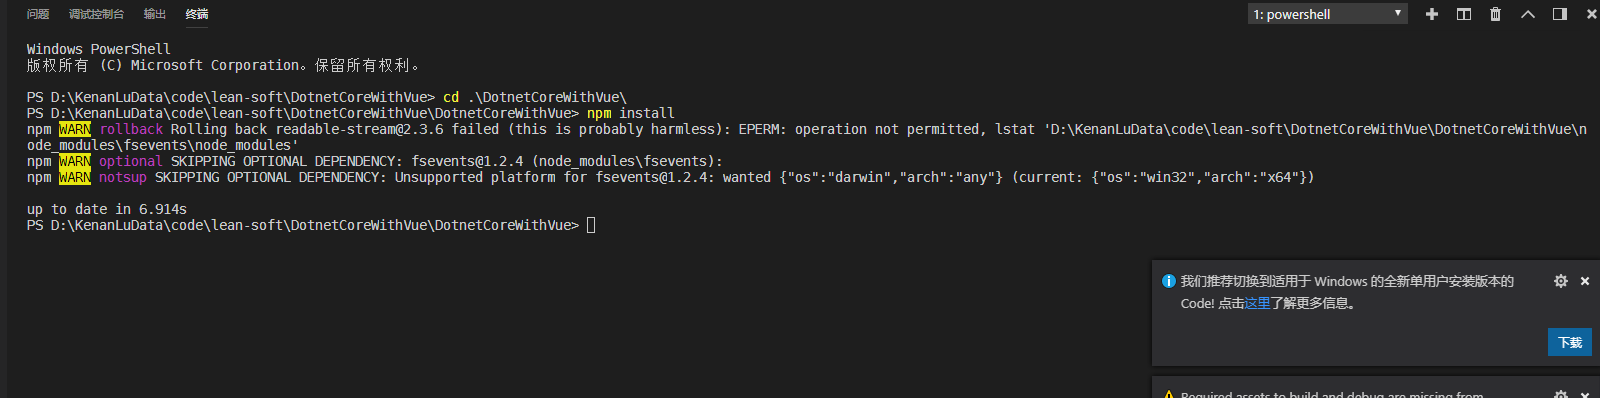 问题 调试控制台 输出 终端 1: powershell
Windows PowerShell
版权所有 (C) Microsoft Corporation。保留所有权利。
PS D:\KenanLuData\code\lean-soft\DotnetCoreWithVue> cd .\DotnetCoreWithVue\
PS D:\KenanLuData\code\lean-soft\DotnetCoreWithVue\DotnetCoreWithVue> npm install
npm WARN rollback Rolling back readable-stream@2.3.6 failed (this is probably harmless): EPERM: operation not permitted, lstat 'D:\KenanLuData\code\lean-soft\DotnetCoreWithVue\DotnetCoreWithVue\n
ode_modules\fsevents\node_modules'
npm WARN optional SKIPPING OPTIONAL DEPENDENCY: fsevents@1.2.4 (node_modules\fsevents):
npm WARN notsup SKIPPING OPTIONAL DEPENDENCY: Unsupported platform for fsevents@1.2.4: wanted {"os":"darwin","arch":"any"} (current: {"os":"win32","arch":"x64"})
up to date in 6.914s
PS D:\KenanLuData\code\lean-soft\DotnetCoreWithVue\DotnetCoreWithVue>
我们推荐切换到适用于 Windows 的全新单用户安装版本的
Code! 点击这里了解更多信息。
下载
Required assets to build and debug are missing from